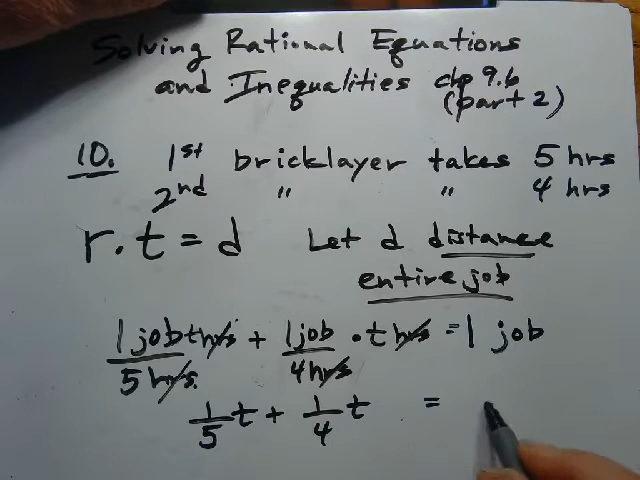 Solving Rational Equations
and Inequalities chp 9.6
(part 2)
10. 1st bricklayer takes 5 hrs
2nd " " 4 hrs
r · t = d Let d distance
entire job
1 job/5 hrs. t hrs + 1 job/4 hrs · t hrs = 1 job
1/5 t + 1/4 t =